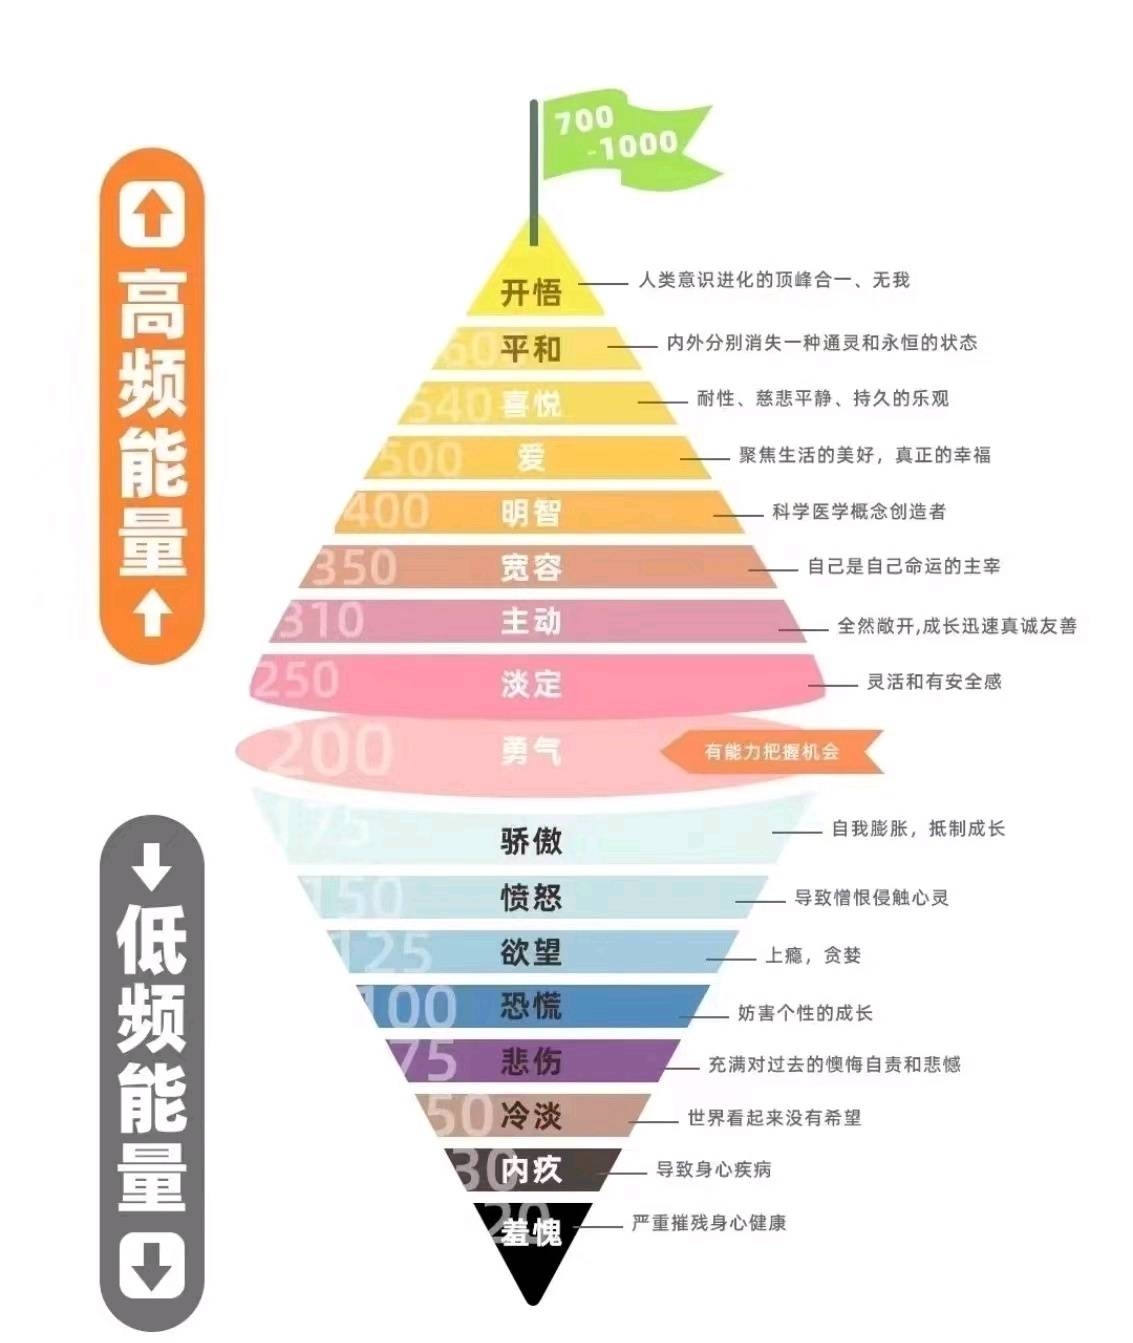 700
-1000
高频能量
开悟
人类意识进化的顶峰合一、无我
60 平和
内外分别消失一种通灵和永恒的状态
540 喜悦
耐性、慈悲平静、持久的乐观
500 爱
聚焦生活的美好，真正的幸福
400 明智
科学医学概念创造者
350 宽容
自己是自己命运的主宰
310 主动
全然敞开,成长迅速真诚友善
250 淡定
灵活和有安全感
200 勇气
有能力把握机会
低频能量
175 骄傲
自我膨胀，抵制成长
150 愤怒
导致憎恨侵触心灵
125 欲望
上瘾，贪婪
100 恐慌
妨害个性的成长
75 悲伤
充满对过去的懊悔自责和悲憾
50 冷淡
世界看起来没有希望
30 内疚
导致身心疾病
20 羞愧
严重摧残身心健康